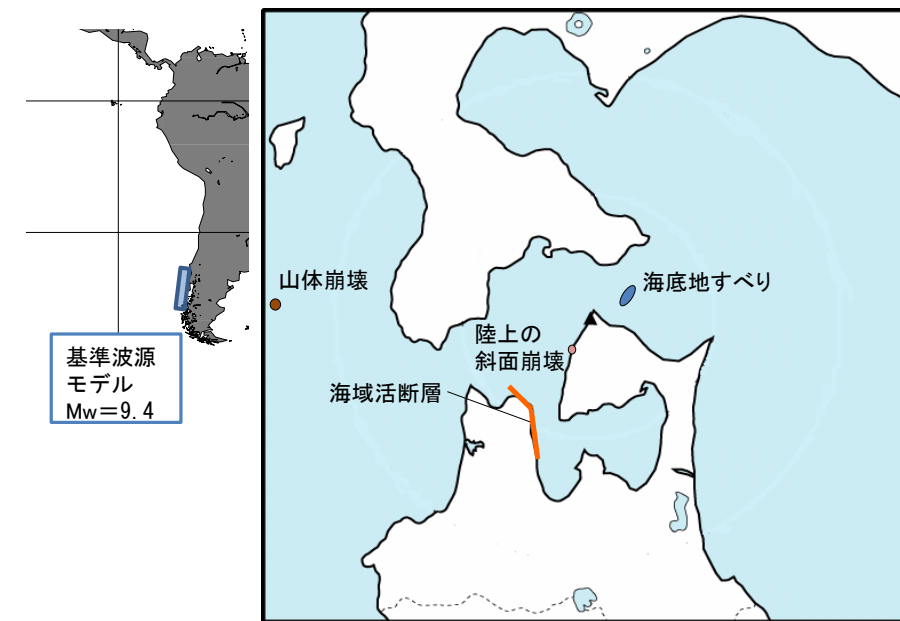 山体崩壊
海底地すべり
陸上の
斜面崩壊
海域活断層
基準波源
モデル
Mw＝9.4